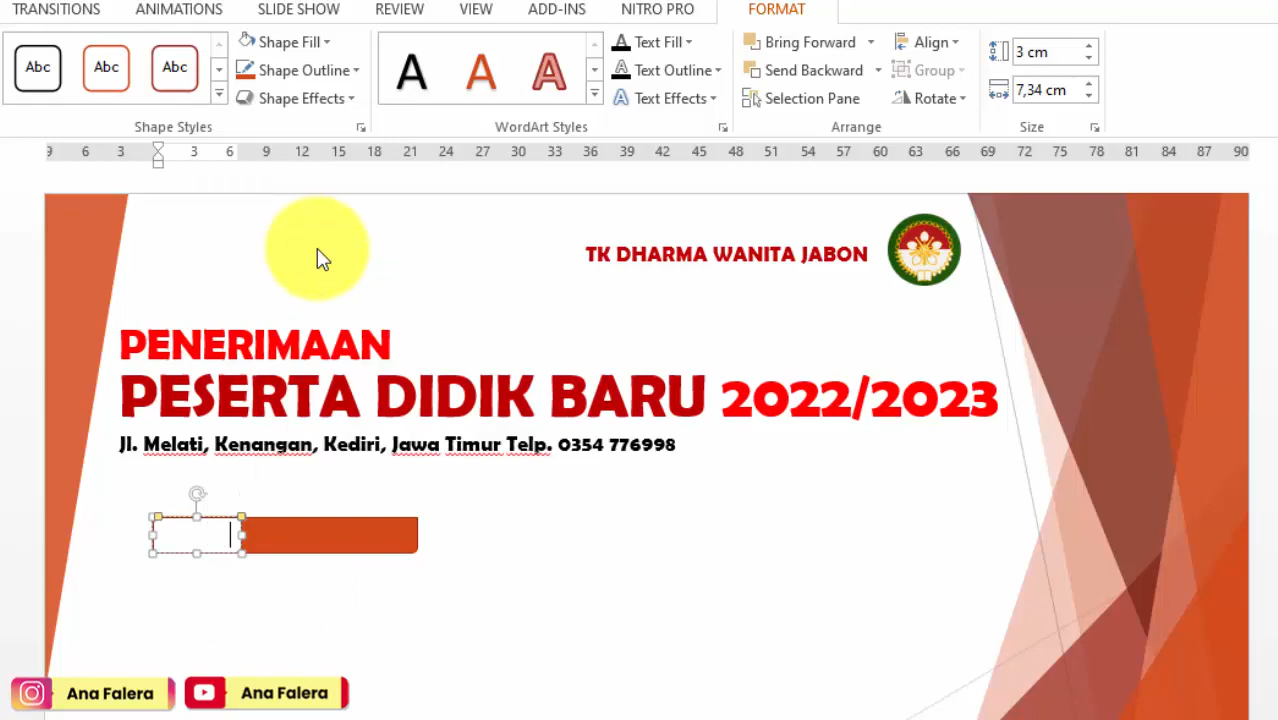 TRANSITIONS ANIMATIONS SLIDE SHOW REVIEW VIEW ADD-INS NITRO PRO FORMAT
Abc Abc Abc
Shape Fill
Shape Outline
Shape Effects
Shape Styles
A A A
Text Fill
Text Outline
Text Effects
WordArt Styles
Bring Forward
Send Backward
Selection Pane
Align
Group
Rotate
Arrange
3 cm
7,34 cm
Size
9 6 3 3 6 9 12 15 18 21 24 27 30 33 36 39 42 45 48 51 54 57 60 63 66 69 72 75 78 81 84 87 90
TK DHARMA WANITA JABON
PENERIMAAN
PESERTA DIDIK BARU 2022/2023
Jl. Melati, Kenangan, Kediri, Jawa Timur Telp. 0354 776998
Ana Falera
Ana Falera